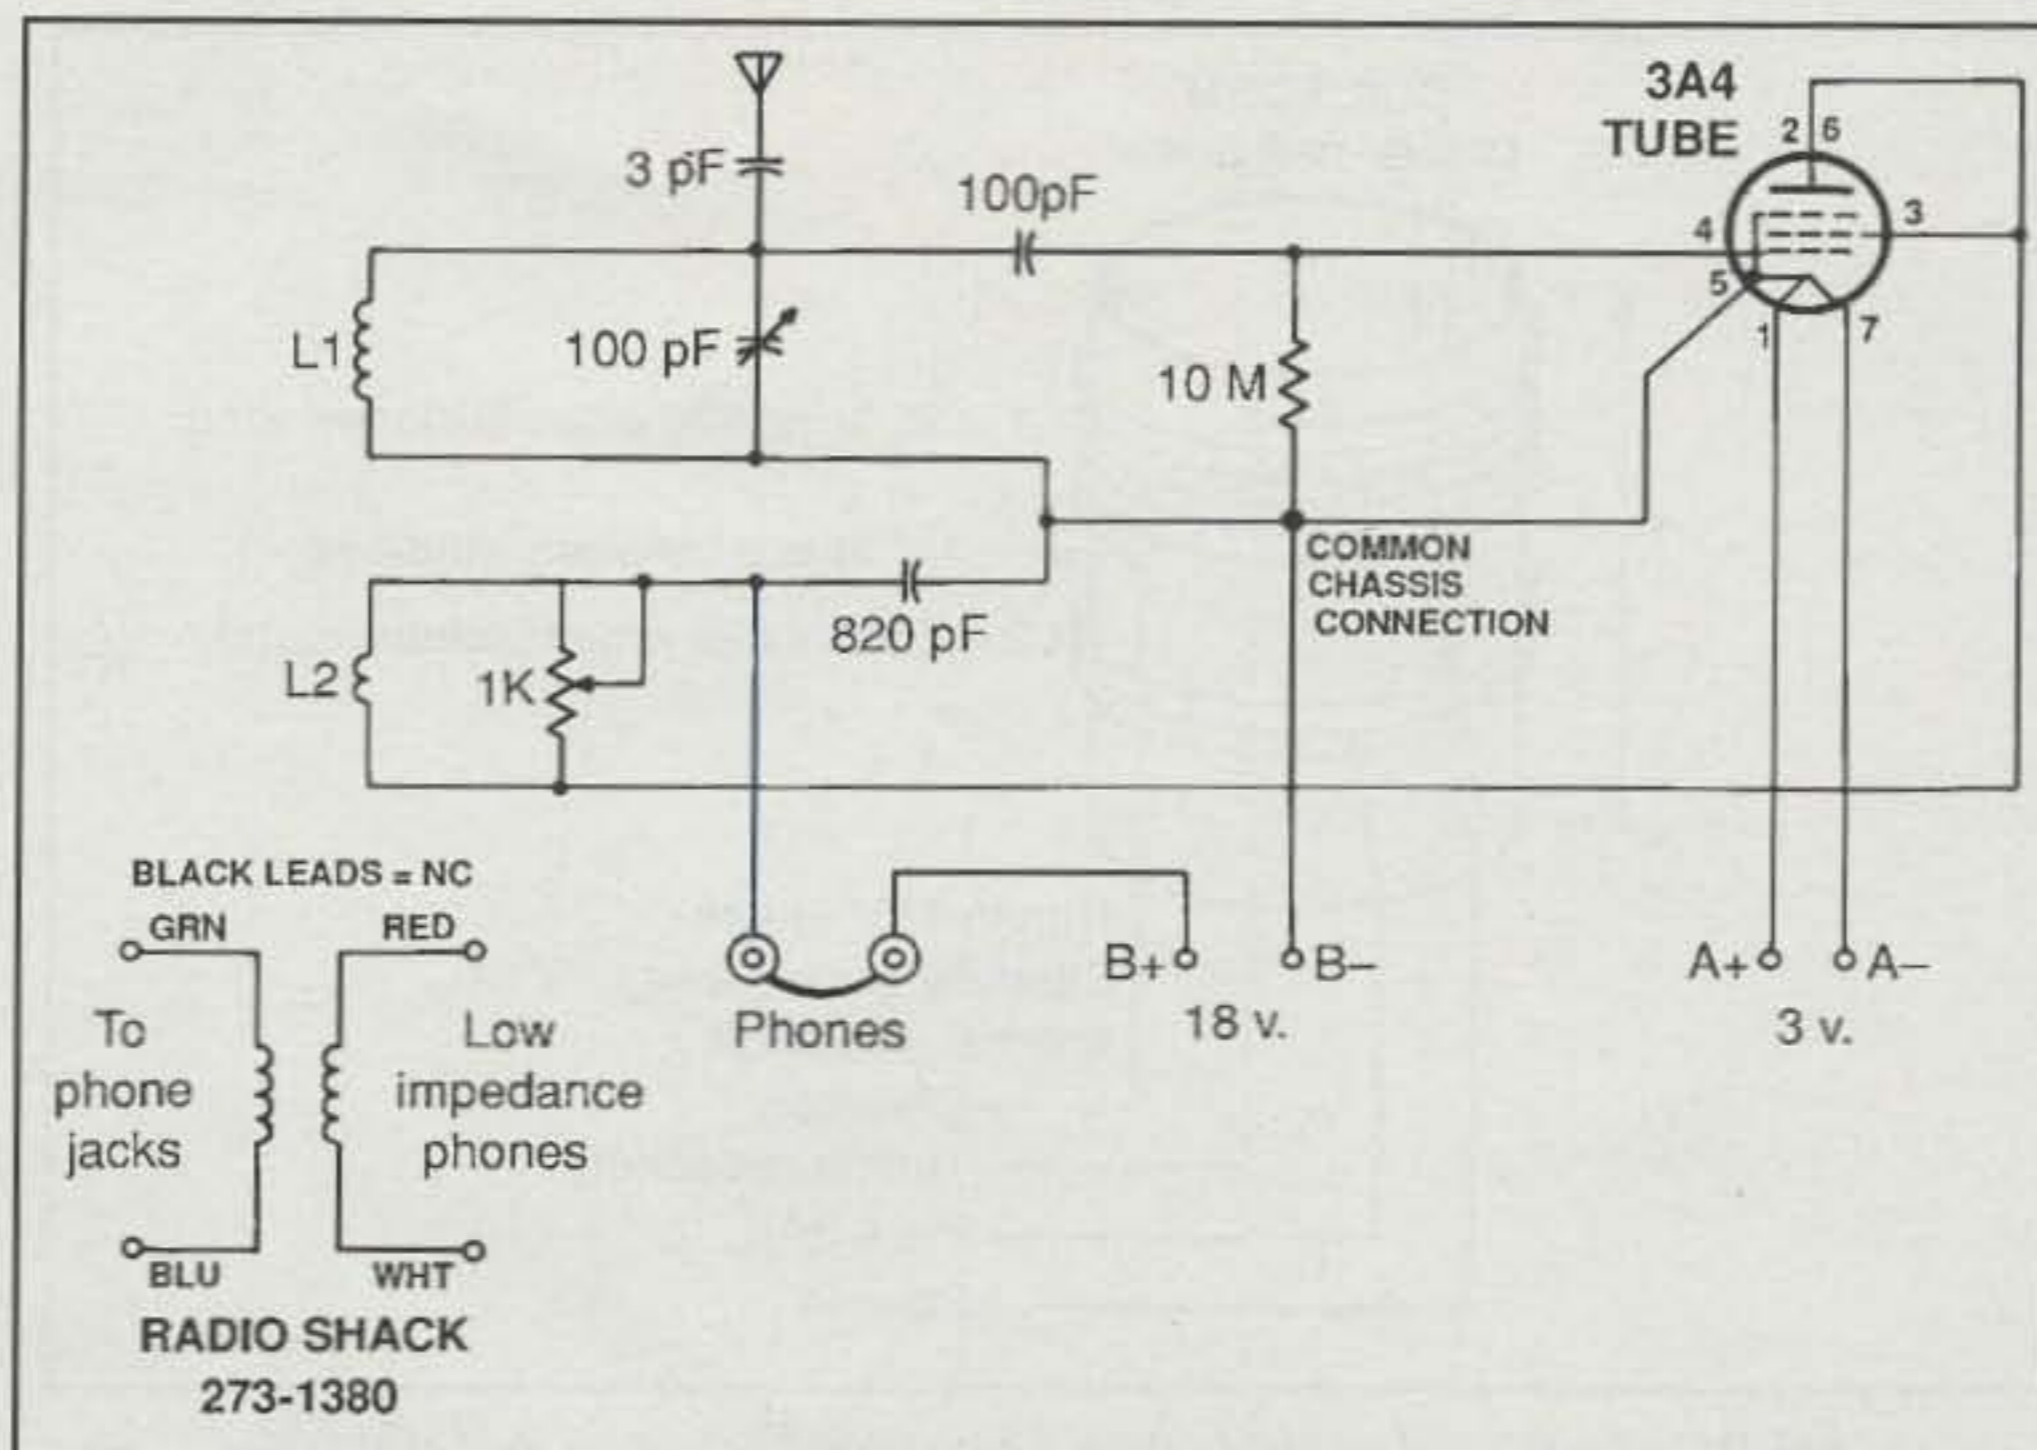 3A4
TUBE
2 6
3 pF
100pF
4
3
5
1
7
L1
100 pF
10 M
COMMON
CHASSIS
CONNECTION
820 pF
L2
1K
BLACK LEADS = NC
GRN
RED
B+
B–
A+
A–
To
phone
jacks
Low
impedance
phones
Phones
18 v.
3 v.
BLU
WHT
RADIO SHACK
273-1380